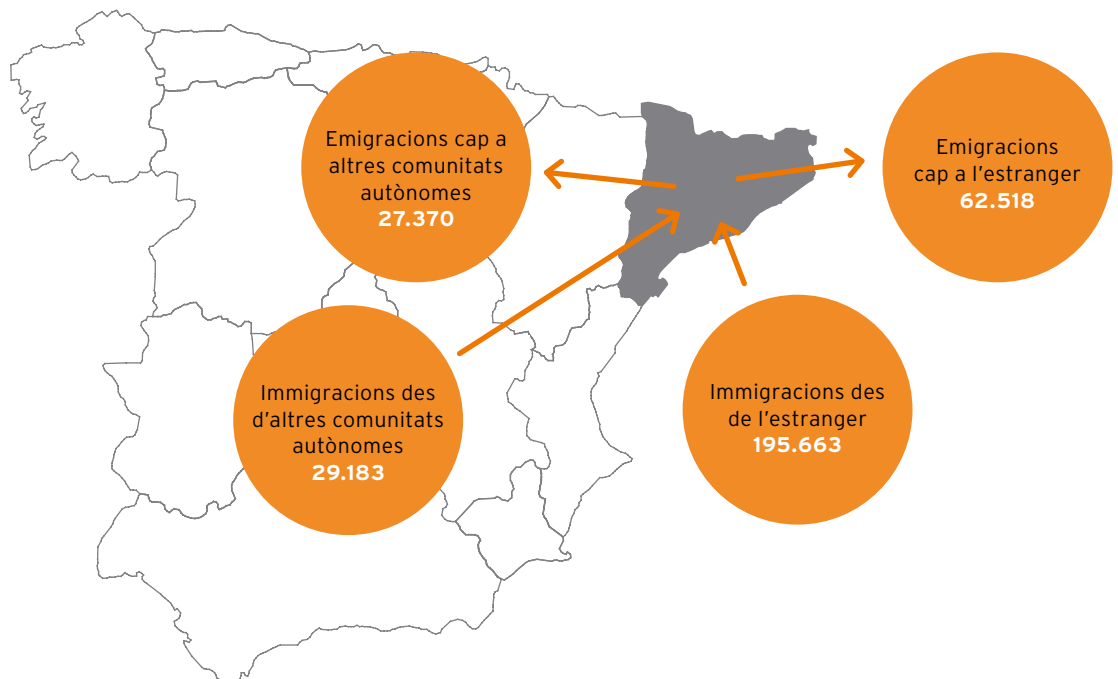 Emigracions cap a
altres comunitats
autònomes
27.370
Emigracions
cap a l'estranger
62.518
Immigracions des
d'altres comunitats
autònomes
29.183
Immigracions des
de l'estranger
195.663